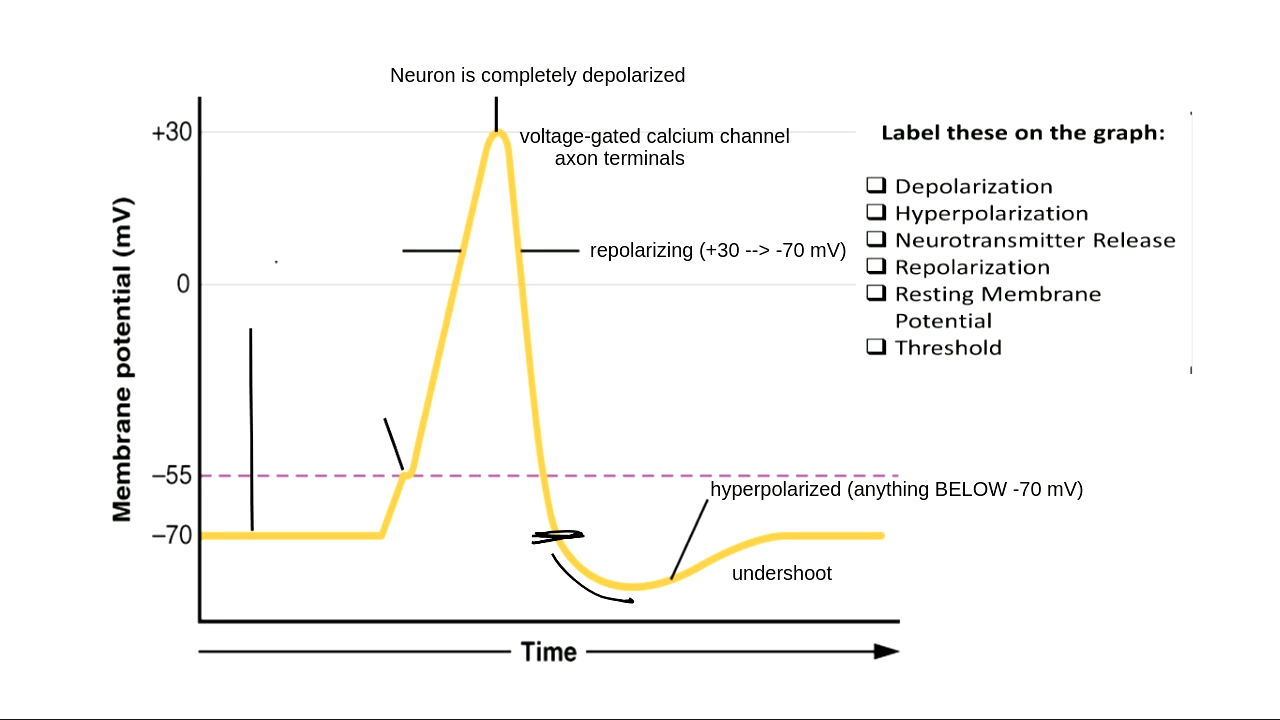 Neuron is completely depolarized
+30
voltage-gated calcium channel
axon terminals
Label these on the graph:
❑ Depolarization
❑ Hyperpolarization
❑ Neurotransmitter Release
❑ Repolarization
❑ Resting Membrane
Potential
❑ Threshold
repolarizing (+30 --> -70 mV)
0
Membrane potential (mV)
–55
hyperpolarized (anything BELOW -70 mV)
–70
undershoot
Time